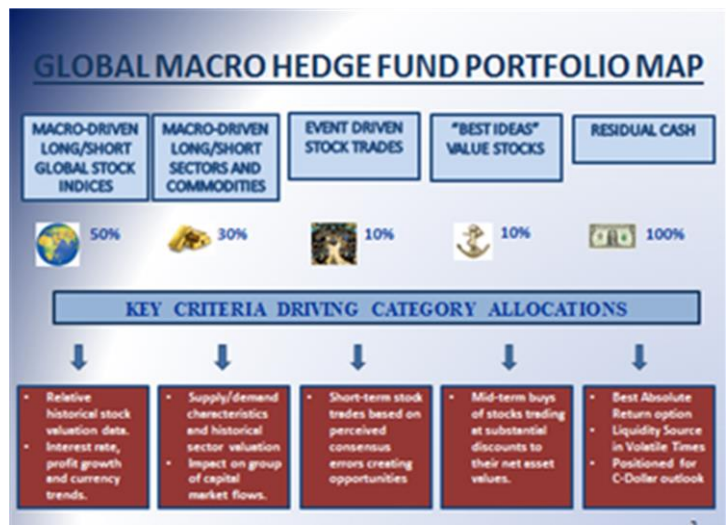 GLOBAL MACRO HEDGE FUND PORTFOLIO MAP
MACRO-DRIVEN
LONG/SHORT
GLOBAL STOCK
INDICES
MACRO-DRIVEN
LONG/SHORT
SECTORS AND
COMMODITIES
EVENT DRIVEN
STOCK TRADES
“BEST IDEAS”
VALUE STOCKS
RESIDUAL CASH
50%
30%
10%
10%
100%
KEY CRITERIA DRIVING CATEGORY ALLOCATIONS
• Relative
historical stock
valuation data.
• Interest rate,
profit growth
and currency
trends.
• Supply/demand
characteristics
and historical
sector valuation
• Impact on group
of capital
market flows.
• Short-term stock
trades based on
perceived
consensus
errors creating
opportunities
• Mid-term buys
of stocks trading
at substantial
discounts to
their net asset
values.
• Best Absolute
Return option
• Liquidity Source
in Volatile Times
• Positioned for
C-Dollar outlook